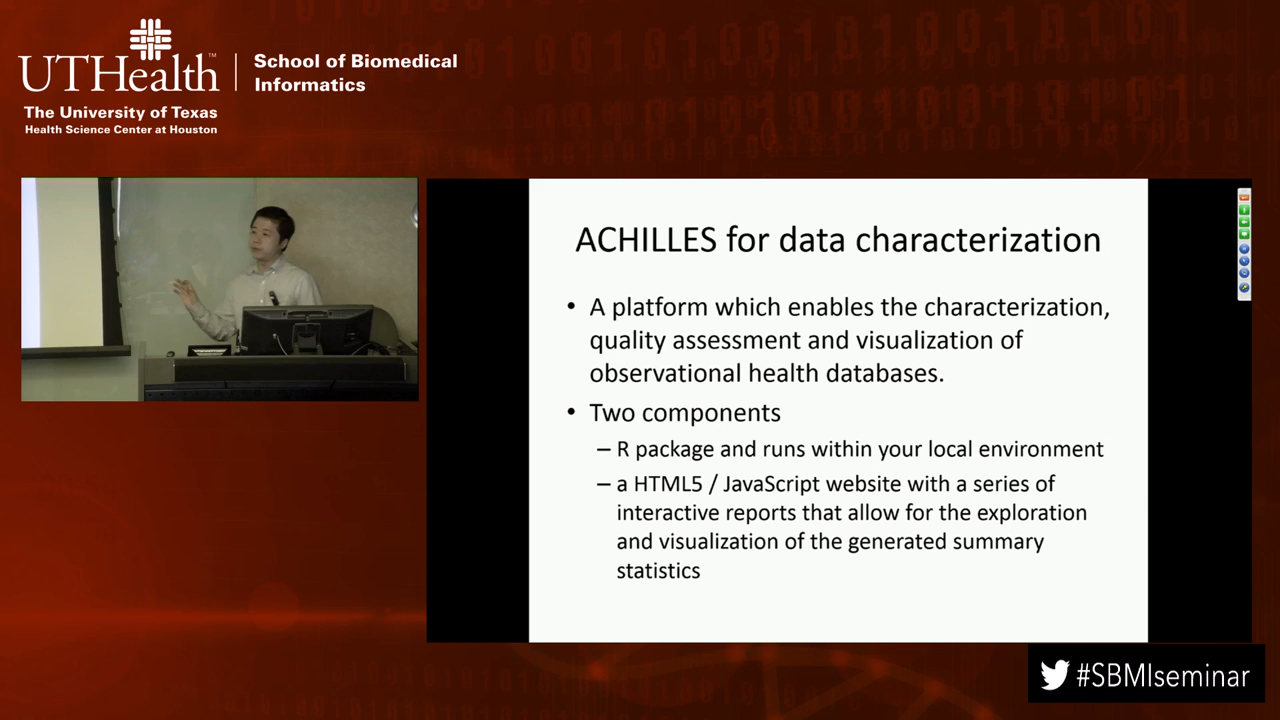 UTHealth™
The University of Texas
Health Science Center at Houston
School of Biomedical
Informatics
ACHILLES for data characterization
• A platform which enables the characterization,
quality assessment and visualization of
observational health databases.
• Two components
– R package and runs within your local environment
– a HTML5 / JavaScript website with a series of
interactive reports that allow for the exploration
and visualization of the generated summary
statistics
#SBMIseminar